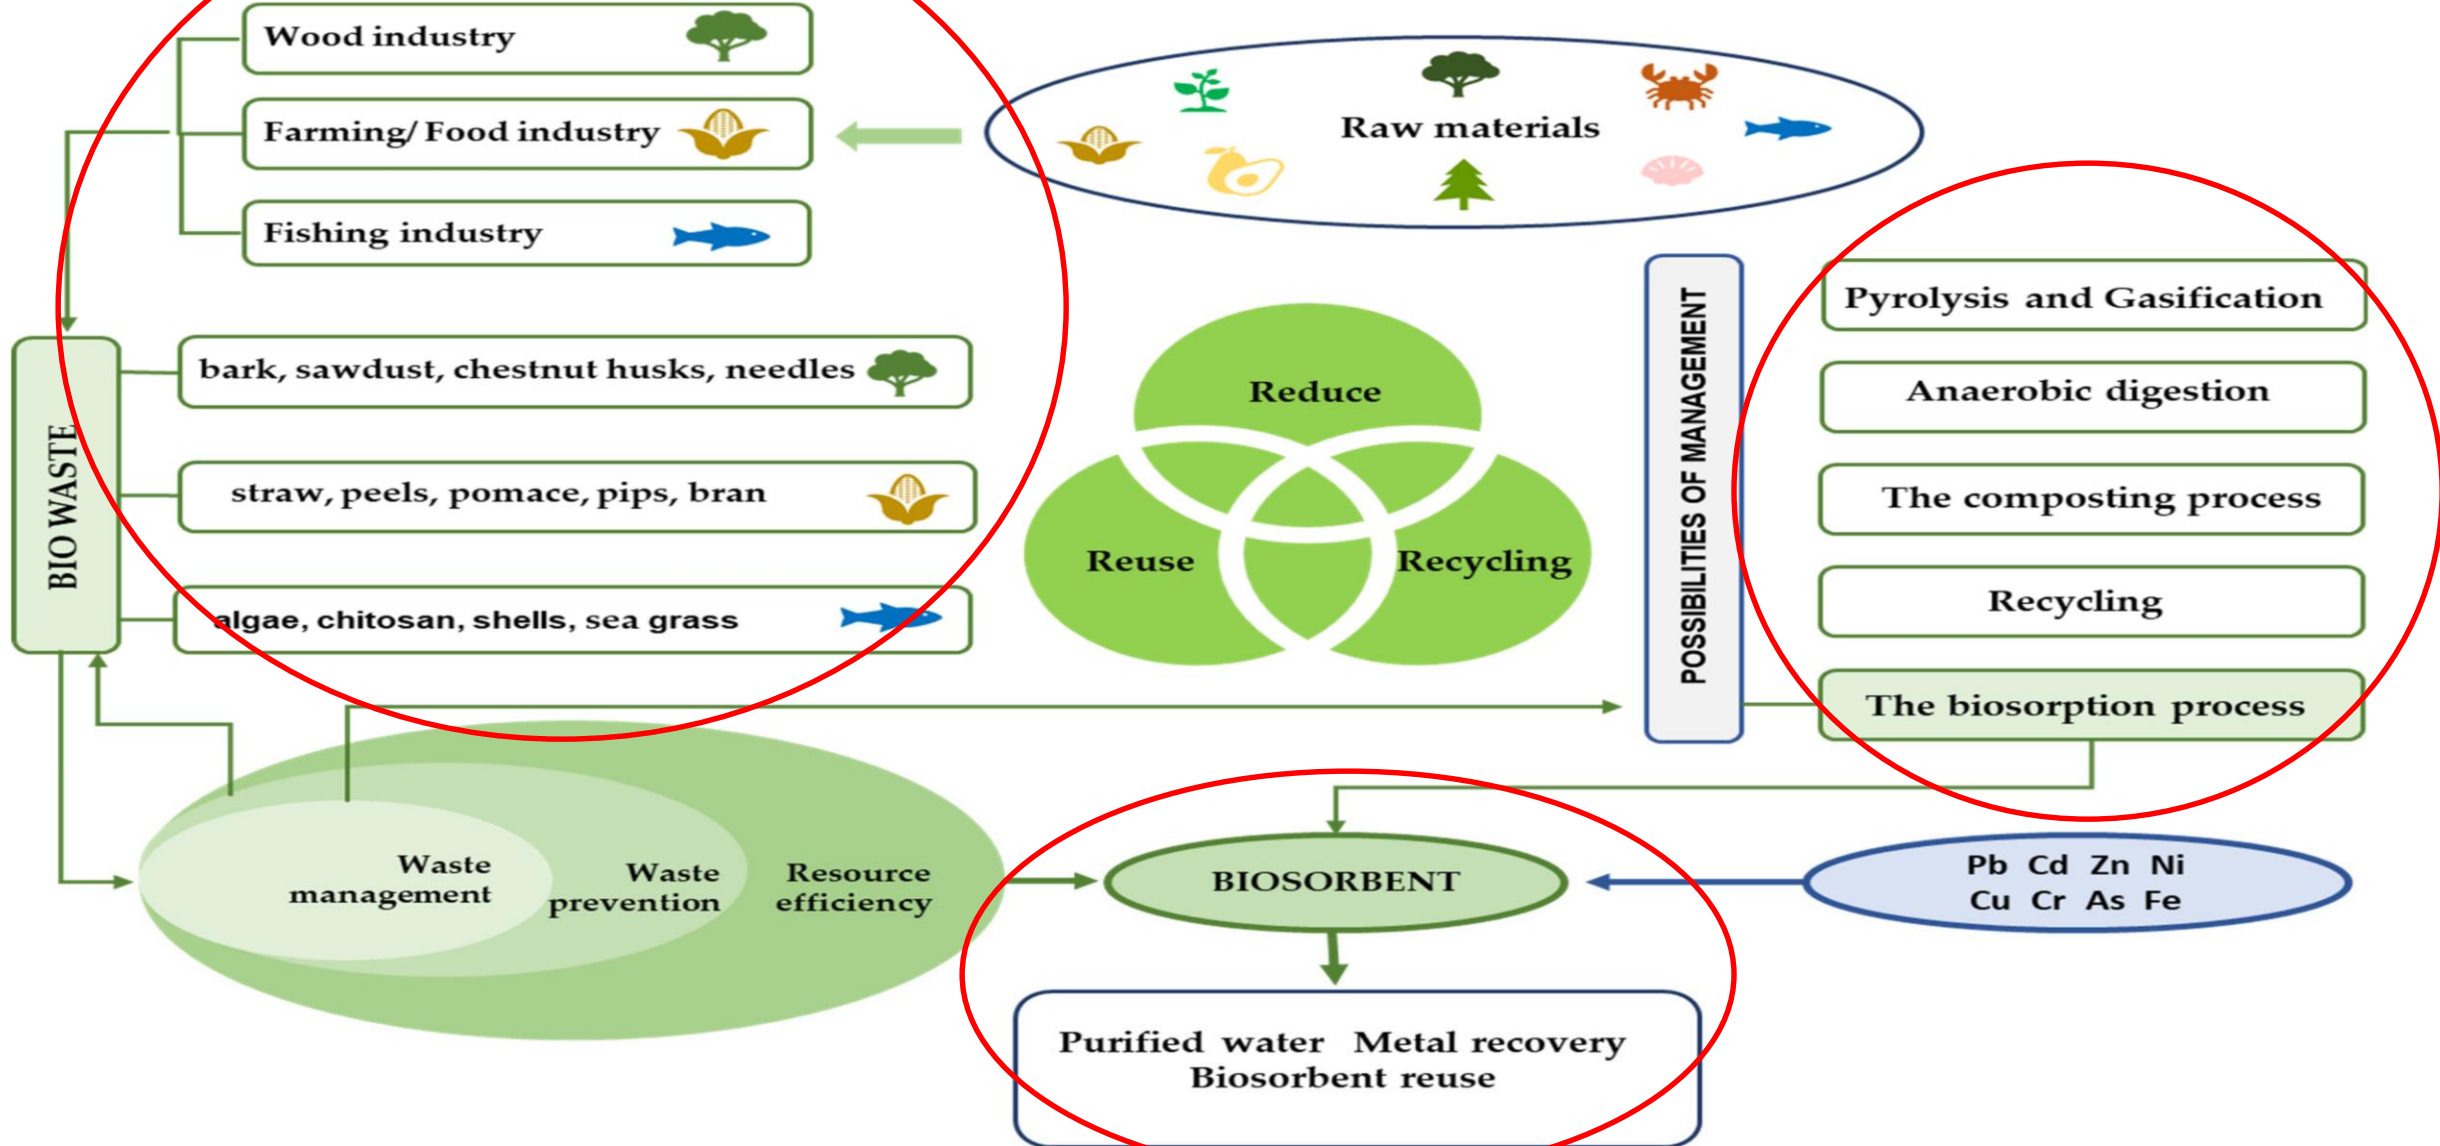 Wood industry
Farming/ Food industry
Fishing industry
Raw materials
BIO WASTE
bark, sawdust, chestnut husks, needles
straw, peels, pomace, pips, bran
algae, chitosan, shells, sea grass
Reduce
Reuse
Recycling
POSSIBILITIES OF MANAGEMENT
Pyrolysis and Gasification
Anaerobic digestion
The composting process
Recycling
The biosorption process
Waste
management
Waste
prevention
Resource
efficiency
BIOSORBENT
Pb Cd Zn Ni
Cu Cr As Fe
Purified water Metal recovery
Biosorbent reuse